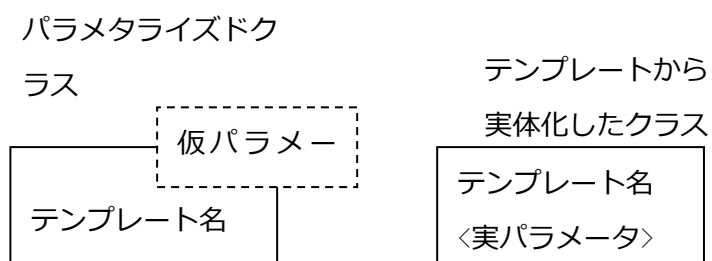 パラメタライズドク
ラス
仮パラメー
テンプレート名
テンプレートから
実体化したクラス
テンプレート名
<実パラメータ>